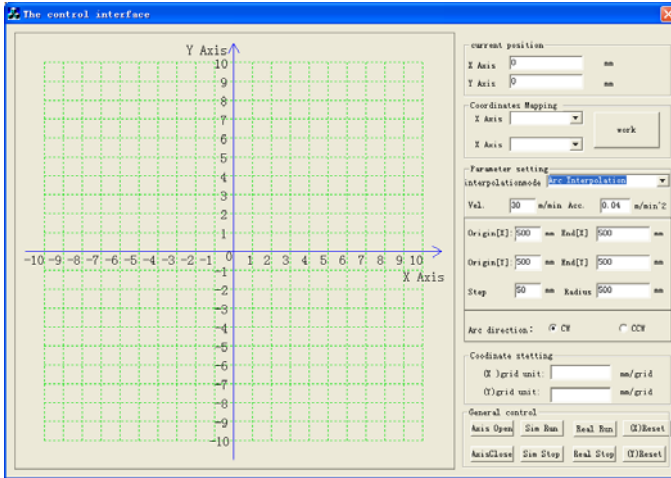 The control interface
Y Axis
10
9
8
7
6
5
4
3
2
1
-10 -9 -8 -7 -6 -5 -4 -3 -2 -1 0 1 2 3 4 5 6 7 8 9 10
X Axis
-1
-2
-3
-4
-5
-6
-7
-8
-9
-10
current position
X Axis 0 mm
Y Axis 0 mm
Coordinates Mapping
X Axis
work
X Axis
Parameter setting
interpolationmode Arc Interpolation
Vel. 30 m/min Acc. 0.04 m/min^2
Origin[X]: 500 mm End[X] 500 mm
Origin[Y]: 500 mm End[Y] 500 mm
Step 50 mm Radius 500 mm
Arc direction: CW CCW
Coodinate stetting
(X )grid unit: mm/grid
(Y)grid unit: mm/grid
General control
Axis Open Sim Run Real Run (X)Reset
AxisClose Sim Stop Real Stop (Y)Reset